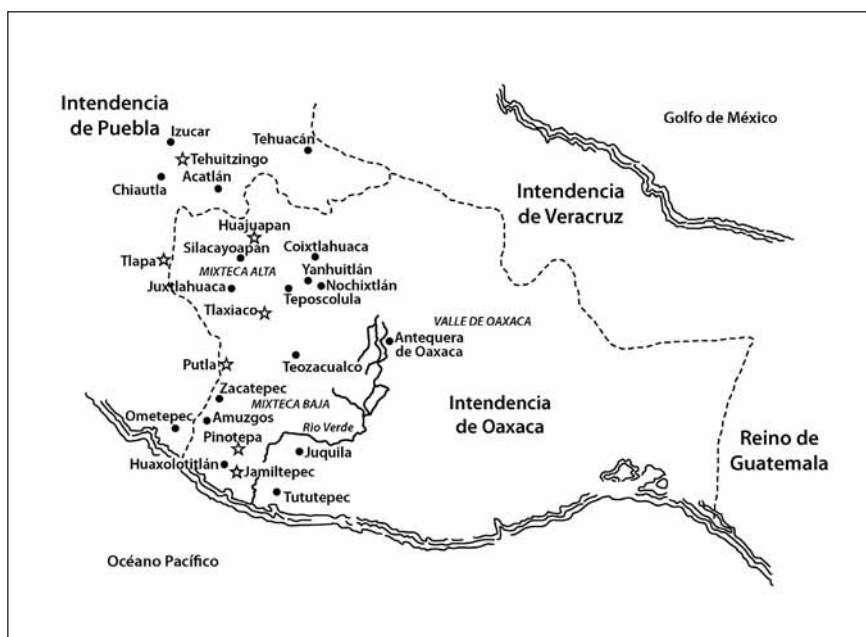 Intendencia
de Puebla
Izucar
Tehuitzingo
Tehuacán
Chiautla
Acatlán
Golfo de México
Intendencia
de Veracruz
Huajuapan
Silacayoapán
Coixtlahuaca
Tlapa
MIXTECA ALTA
Yanhuitlán
Juxtlahuaca
Nochixtlán
Teposcolula
Tlaxiaco
VALLE DE OAXACA
Antequera
de Oaxaca
Putla
Teozacualco
Zacatepec
MIXTECA BAJA
Intendencia
de Oaxaca
Ometepec
Amuzgos
Rio Verde
Pinotepa
Reino de
Guatemala
Juquila
Huaxolotitlán
Jamiltepec
Tututepec
Océano Pacífico